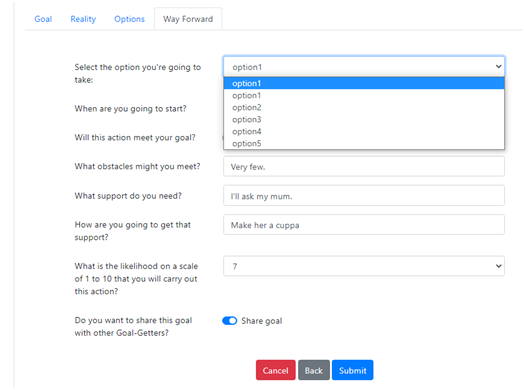 Goal Reality Options Way Forward
Select the option you're going to
take:
option1
option1
option1
option2
option3
option4
option5
When are you going to start?
Will this action meet your goal?
What obstacles might you meet?
Very few.
What support do you need?
I'll ask my mum.
How are you going to get that
support?
Make her a cuppa
What is the likelihood on a scale
of 1 to 10 that you will carry out
this action?
7
Do you want to share this goal
with other Goal-Getters?
Share goal
Cancel Back Submit